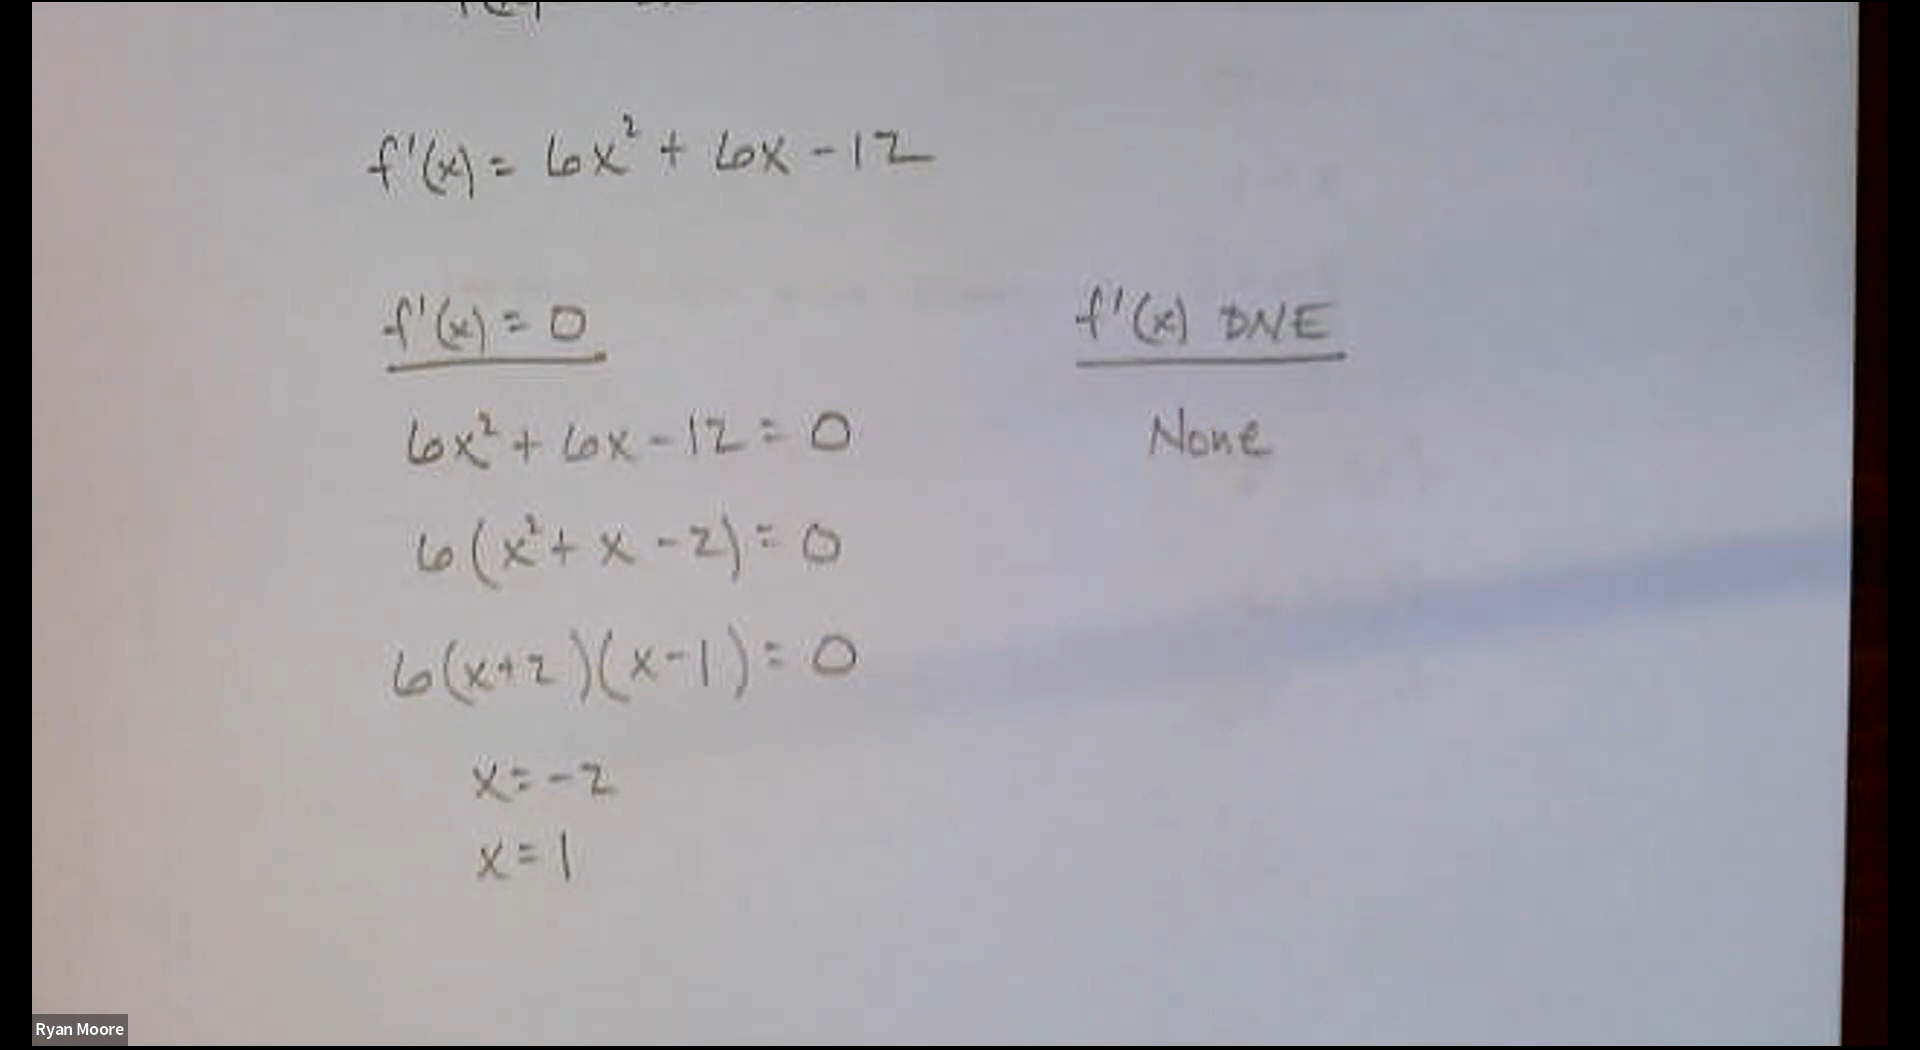 f'(x) = 6x² + 6x - 12
f'(x) = 0
6x² + 6x - 12 = 0
6(x² + x - 2) = 0
6(x+2)(x-1) = 0
x = -2
x = 1
f'(x) DNE
None
Ryan Moore